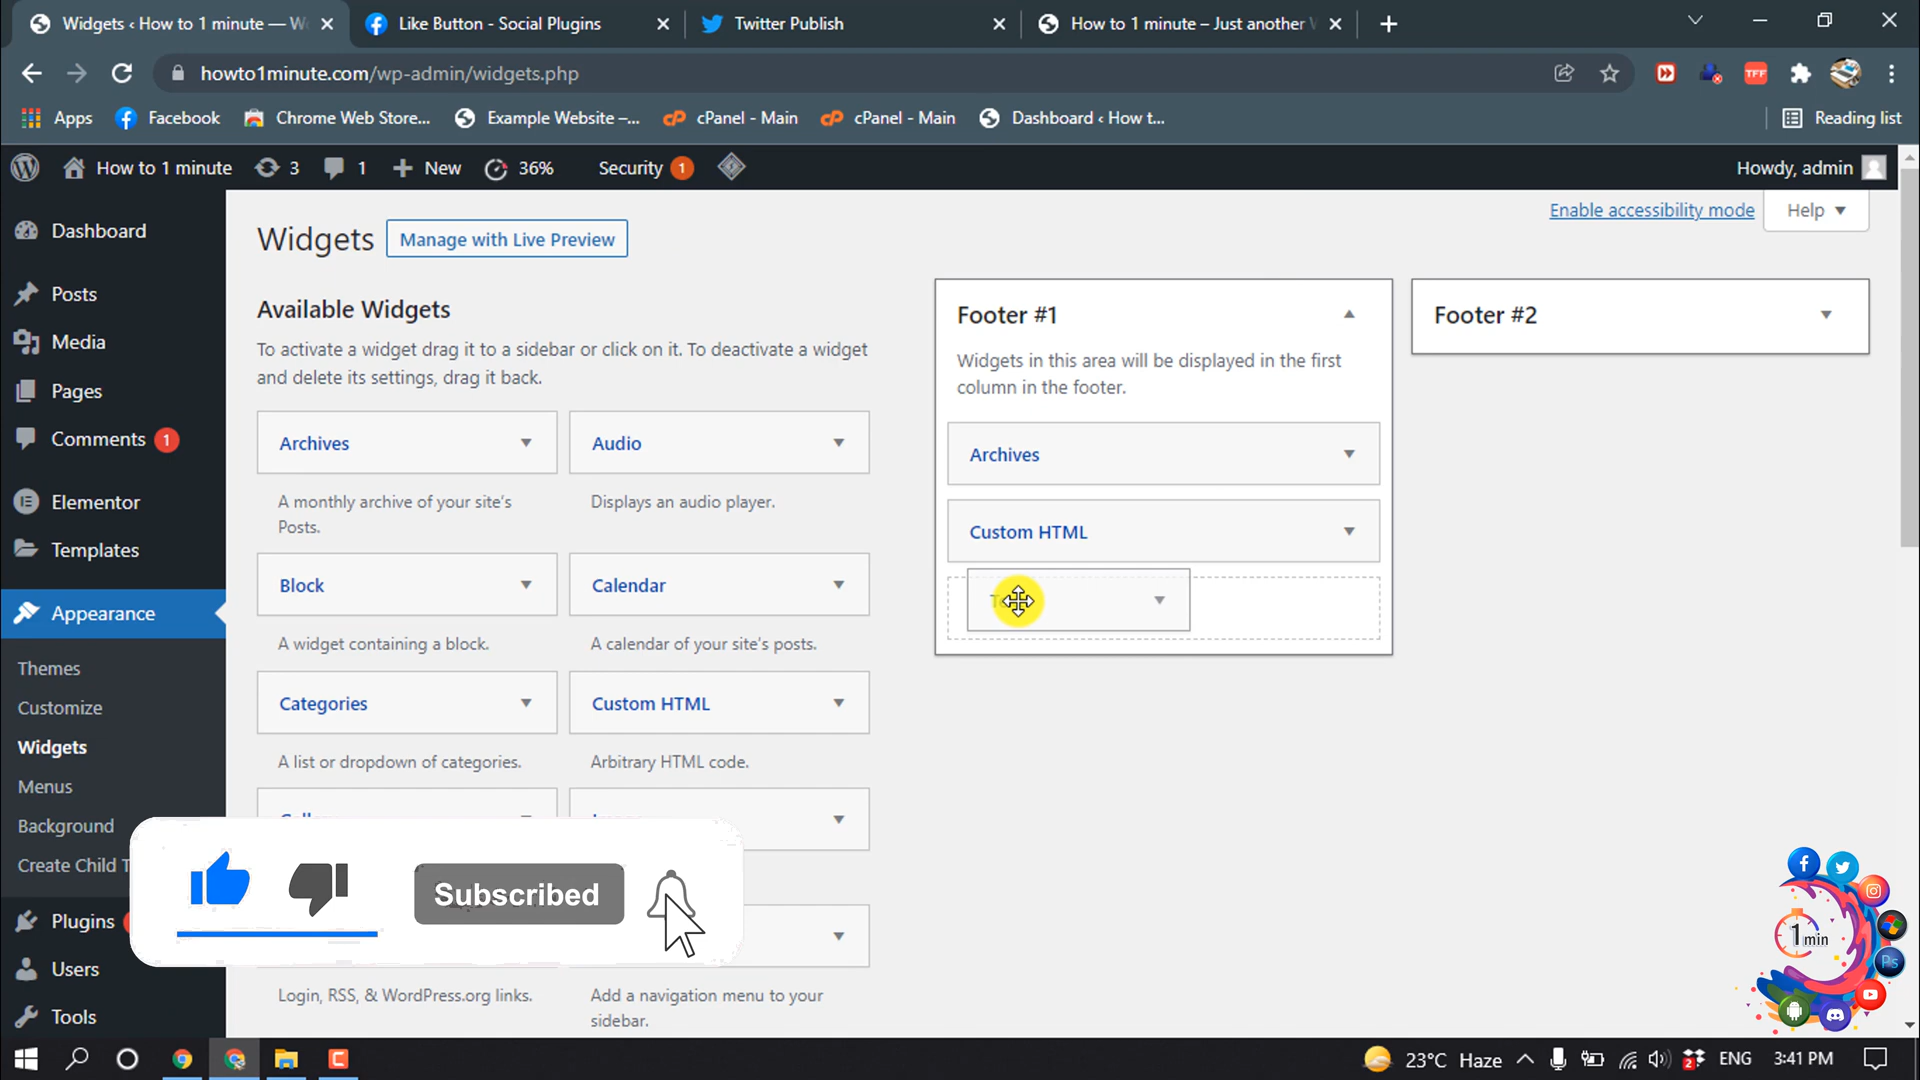 Widgets ‹ How to 1 minute — Wo
Like Button - Social Plugins
Twitter Publish
How to 1 minute – Just another
howto1minute.com/wp-admin/widgets.php
TFF
Apps
Facebook
Chrome Web Store...
Example Website –...
cP cPanel - Main
cP cPanel - Main
Dashboard ‹ How t...
Reading list
How to 1 minute
3
1
New
36%
Security 1
Howdy, admin
Dashboard
Posts
Media
Pages
Comments 1
Elementor
Templates
Appearance
Themes
Customize
Widgets
Menus
Background
Create Child T
Plugins
Users
Tools
Widgets
Manage with Live Preview
Enable accessibility mode
Help
Available Widgets
To activate a widget drag it to a sidebar or click on it. To deactivate a widget
and delete its settings, drag it back.
Archives
A monthly archive of your site's
Posts.
Audio
Displays an audio player.
Block
A widget containing a block.
Calendar
A calendar of your site's posts.
Categories
A list or dropdown of categories.
Custom HTML
Arbitrary HTML code.
Login, RSS, & WordPress.org links.
Add a navigation menu to your
sidebar.
Footer #1
Widgets in this area will be displayed in the first
column in the footer.
Archives
Custom HTML
Footer #2
Subscribed
1 min
Ps
23°C Haze
2
ENG
3:41 PM